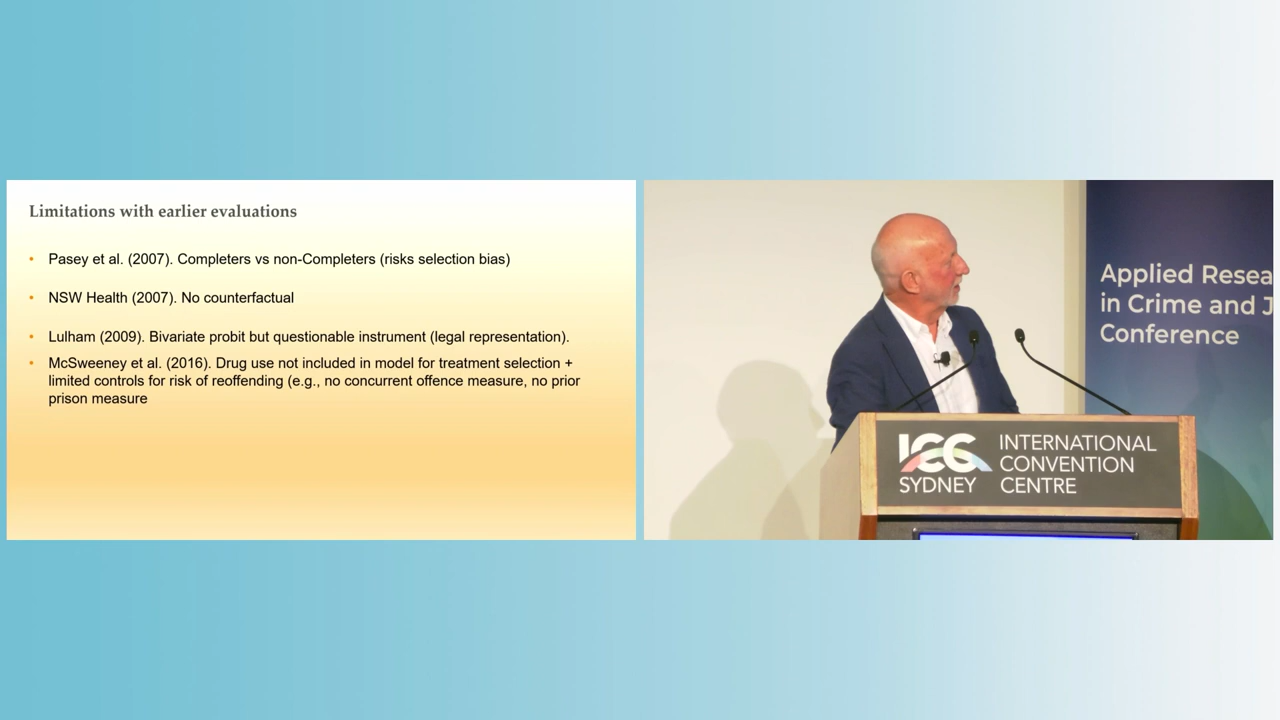 Limitations with earlier evaluations
• Pasey et al. (2007). Completers vs non-Completers (risks selection bias)
• NSW Health (2007). No counterfactual
• Lulham (2009). Bivariate probit but questionable instrument (legal representation).
• McSweeney et al. (2016). Drug use not included in model for treatment selection +
limited controls for risk of reoffending (e.g., no concurrent offence measure, no prior
prison measure
Applied Resea
in Crime and J
Conference
ICC
SYDNEY
INTERNATIONAL
CONVENTION
CENTRE